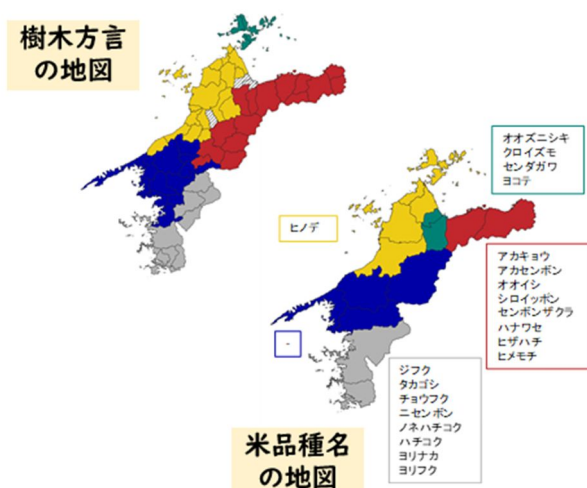 樹木方言
の地図
オオズニシキ
クロイズモ
センダガワ
ヨコテ
ヒノデ
アカキョウ
アカセンボン
オオイシ
シロイッポン
センボンザクラ
ハナワセ
ヒザハチ
ヒメモチ
-
ジフク
タカゴシ
チョウフク
ニセンボン
ノネハチコク
ハチコク
ヨリナカ
ヨリフク
米品種名
の地図